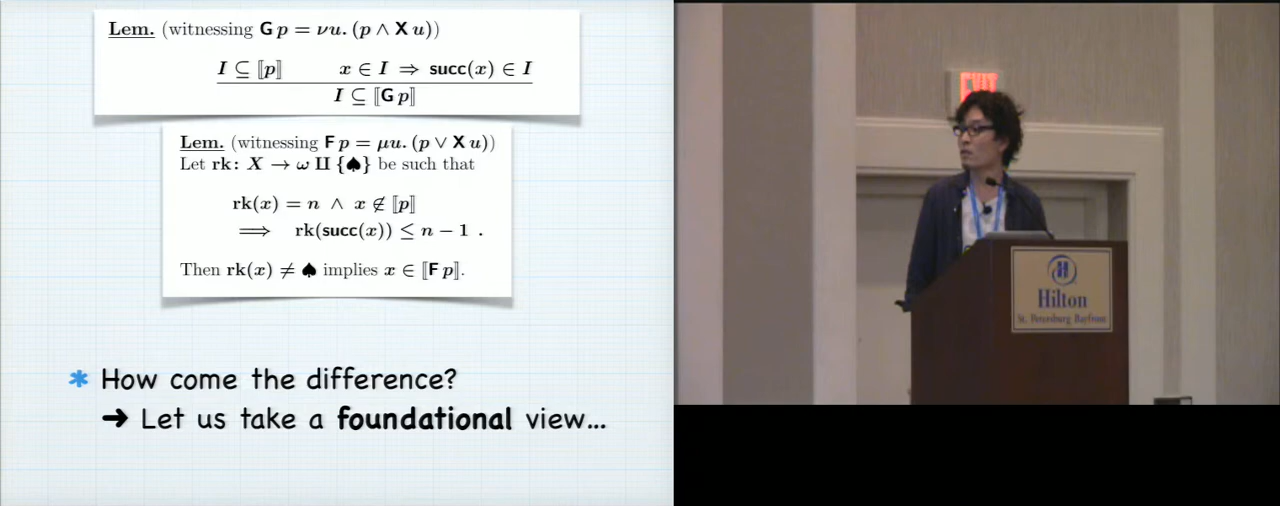 Lem. (witnessing G p = νu. (p ∧ X u))
I ⊆ ⟦p⟧ x ∈ I ⇒ succ(x) ∈ I
I ⊆ ⟦G p⟧
Lem. (witnessing F p = μu. (p ∨ X u))
Let rk: X → ω ∐ {♠} be such that
rk(x) = n ∧ x ∉ ⟦p⟧
⟹ rk(succ(x)) ≤ n − 1 .
Then rk(x) ≠ ♠ implies x ∈ ⟦F p⟧.
* How come the difference?
→ Let us take a foundational view...
EXIT
H
Hilton
St. Petersburg Bayfront